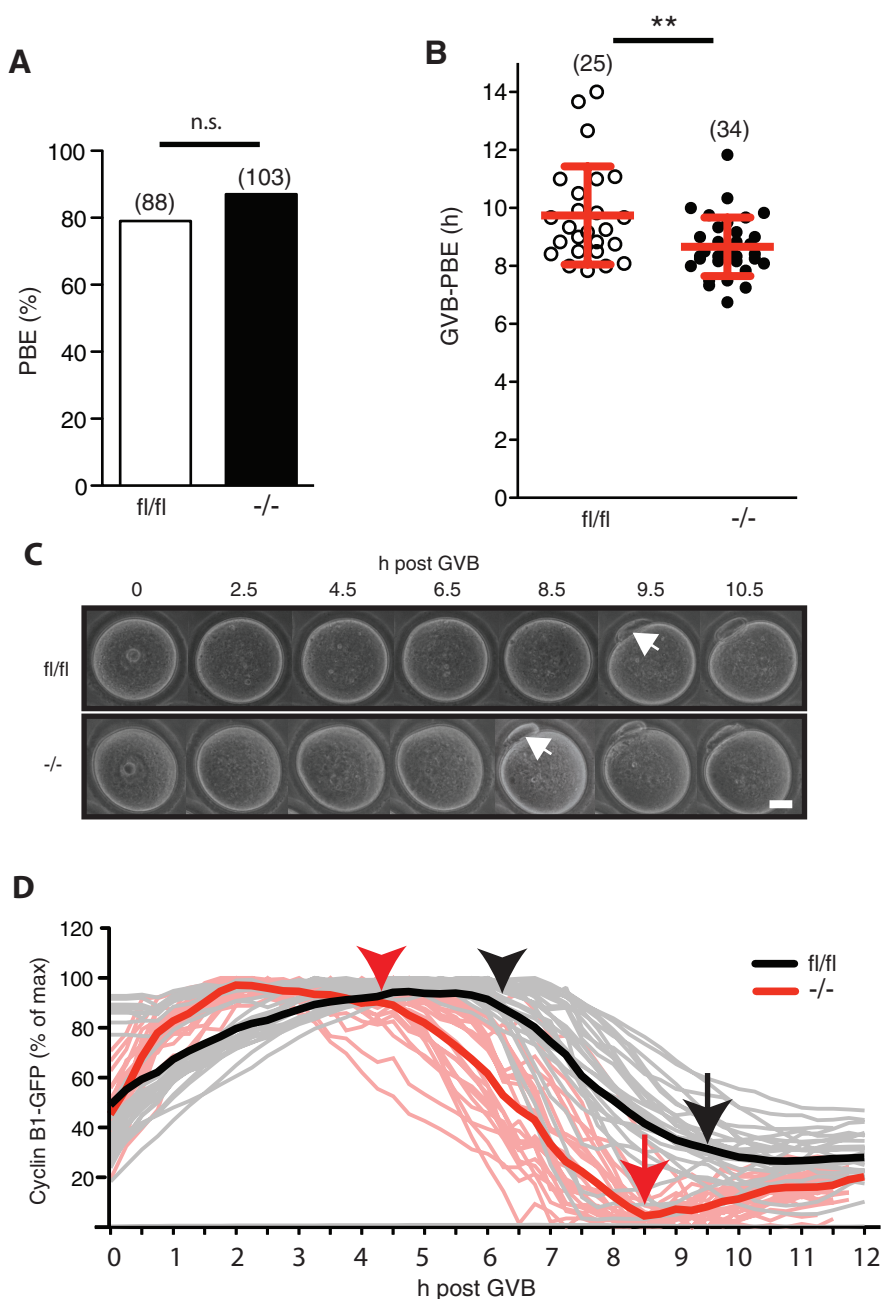 A
n.s.
100
80
60
40
20
0
PBE (%)
(88)
(103)
fl/fl
-/-
B
**
(25)
(34)
14
12
10
8
6
4
2
0
GVB-PBE (h)
fl/fl
-/-
C
h post GVB
0 2.5 4.5 6.5 8.5 9.5 10.5
fl/fl
-/-
D
120
100
80
60
40
20
Cyclin B1-GFP (% of max)
fl/fl
-/-
0 1 2 3 4 5 6 7 8 9 10 11 12
h post GVB